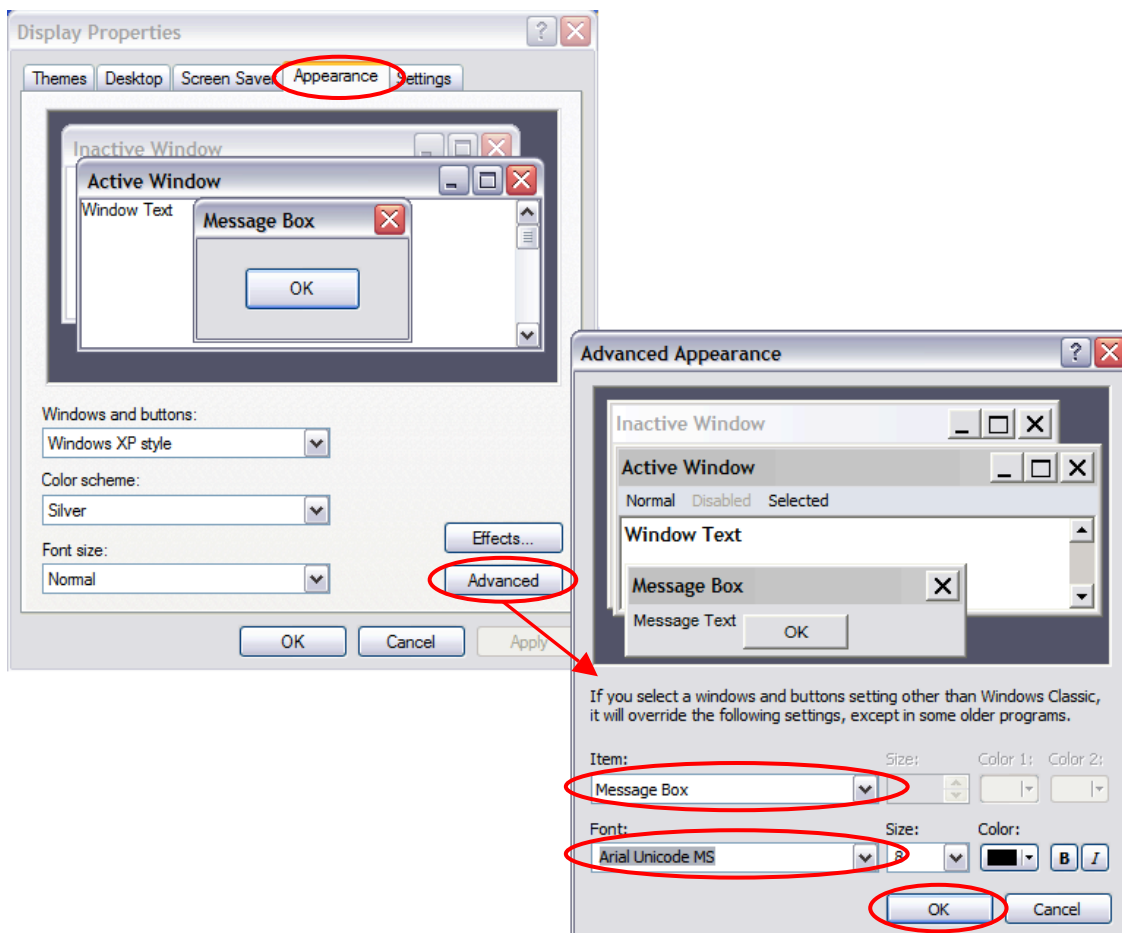 Display Properties
Themes Desktop Screen Saver Appearance Settings
Inactive Window
Active Window
Window Text
Message Box
OK
Windows and buttons:
Windows XP style
Color scheme:
Silver
Font size:
Normal
Effects...
Advanced
OK Cancel Apply
Advanced Appearance
Inactive Window
Active Window
Normal Disabled Selected
Window Text
Message Box
Message Text
OK
If you select a windows and buttons setting other than Windows Classic,
it will override the following settings, except in some older programs.
Item: Size: Color 1: Color 2:
Message Box
Font: Size: Color:
Arial Unicode MS 8 B I
OK Cancel